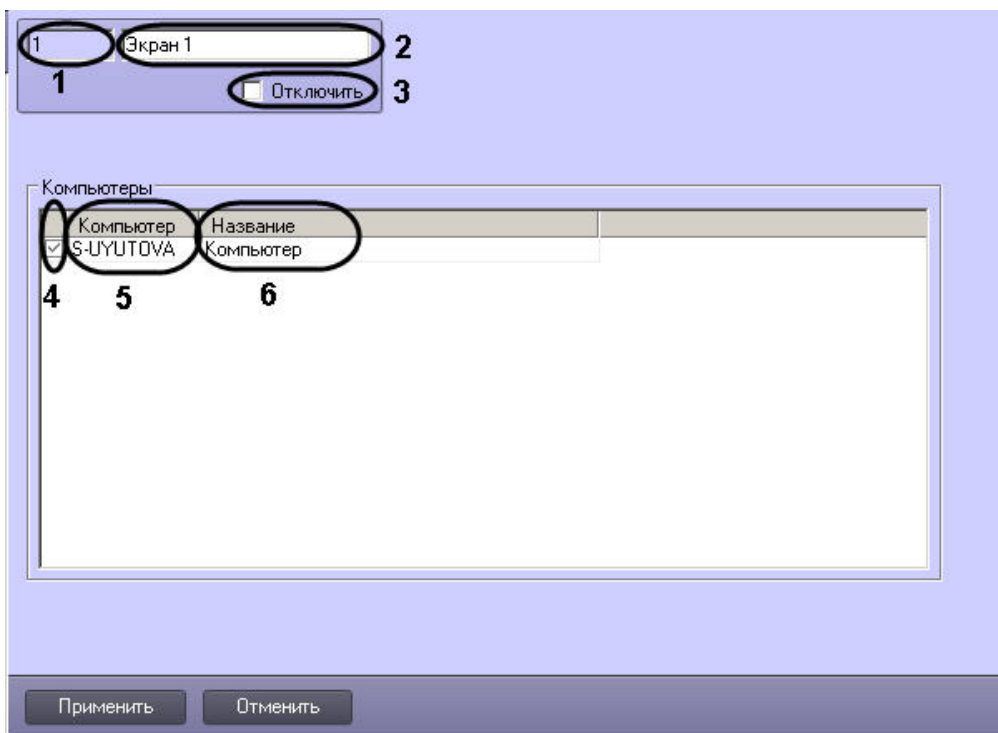 1 Экран 1 2
1 Отключить 3
Компьютеры
Компьютер Название
S-UYUTOVA Компьютер
4 5 6
Применить Отменить